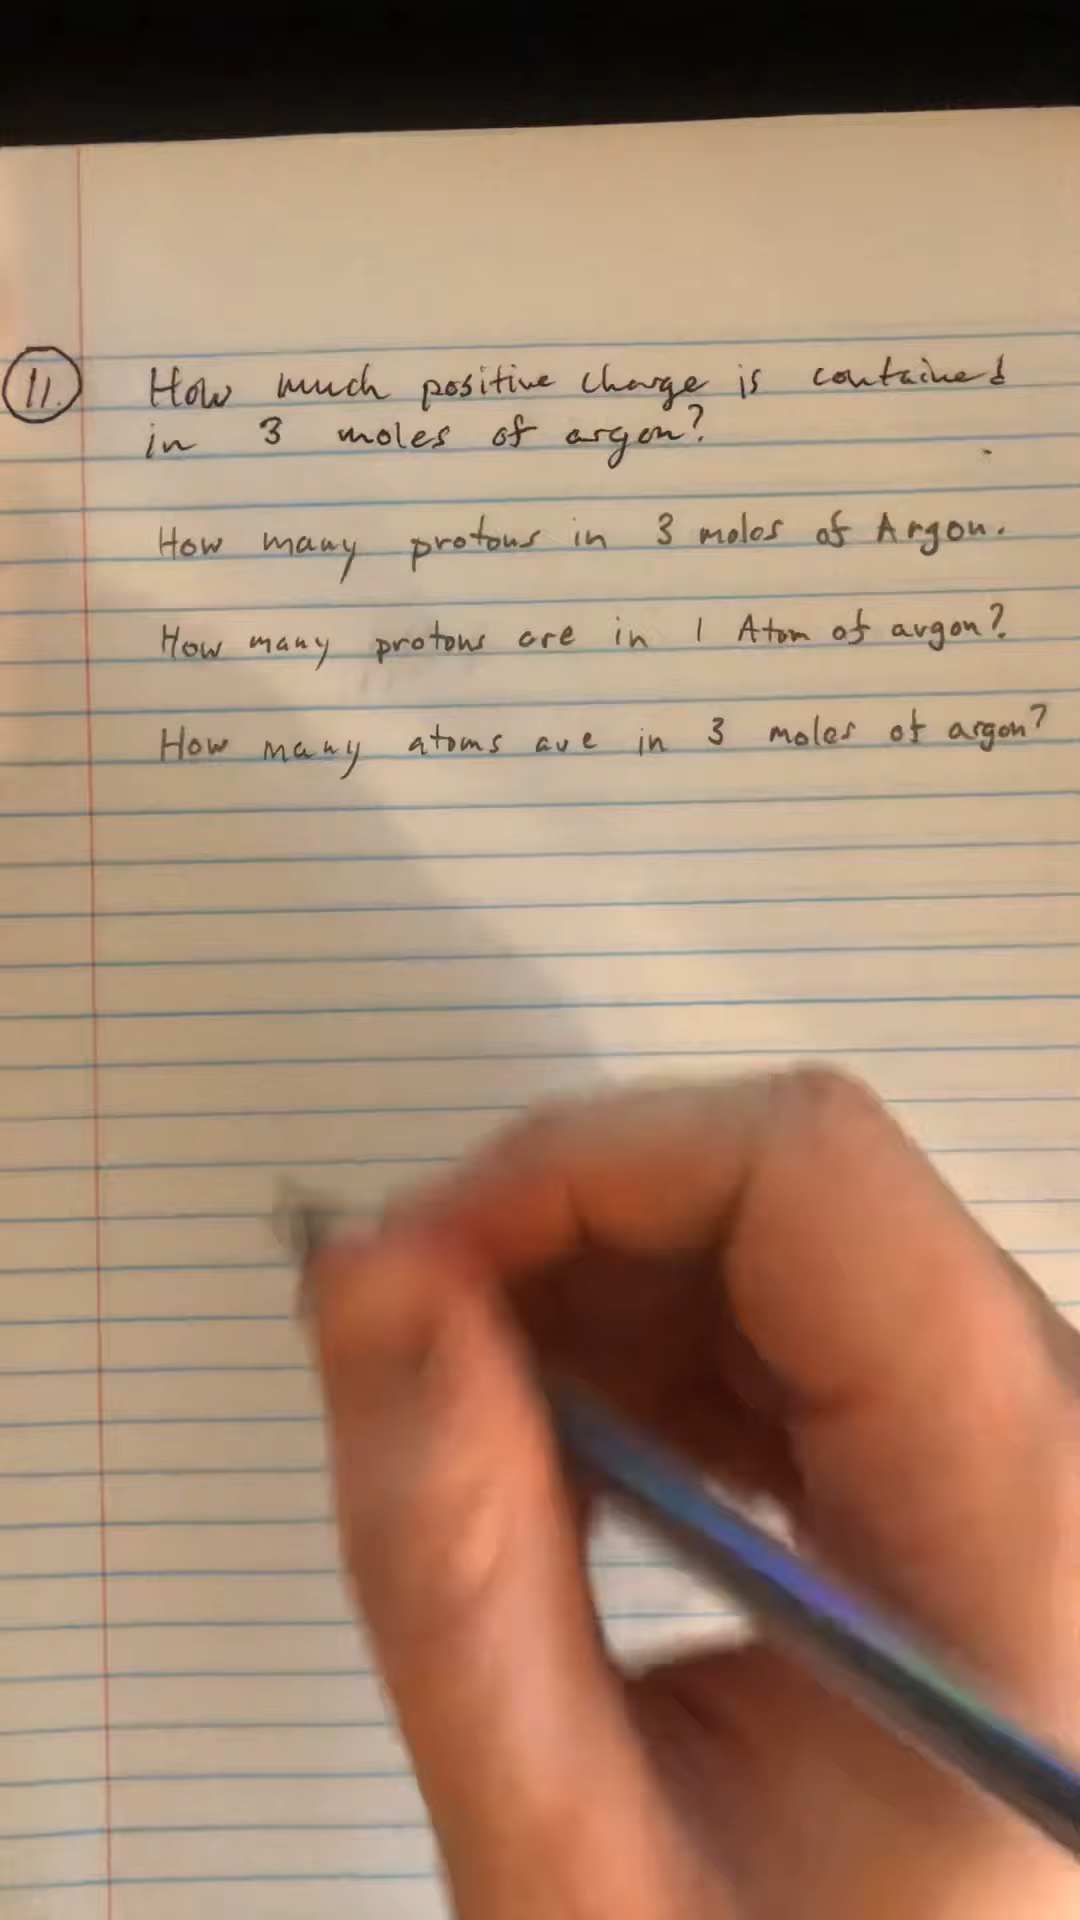 11. How much positive charge is contained
in 3 moles of argon?
How many protons in 3 moles of Argon.
How many protons are in 1 Atom of argon?
How many atoms are in 3 moles of argon?